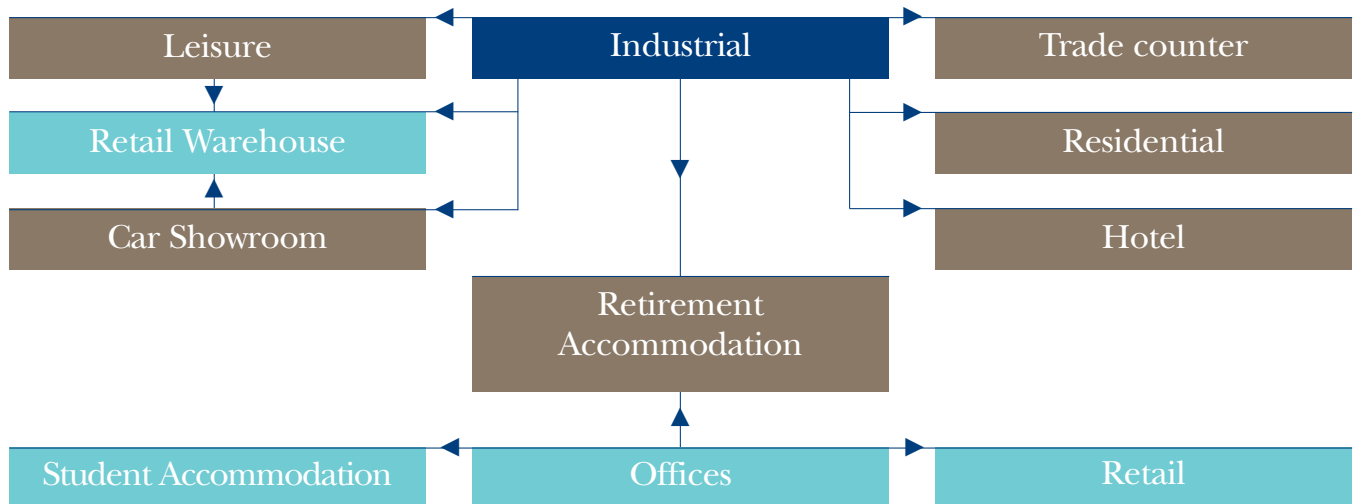 Leisure
Industrial
Trade counter
Retail Warehouse
Residential
Car Showroom
Hotel
Retirement
Accommodation
Student Accommodation
Offices
Retail